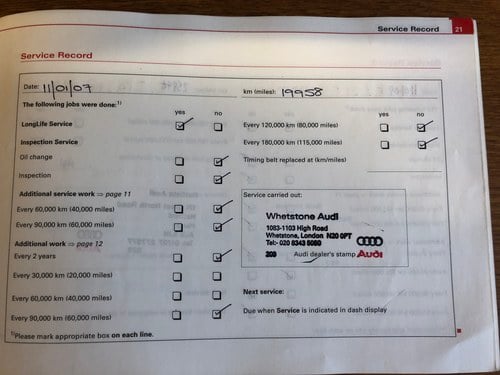 Service Record 21
Service Record
Date: 11/01/07
km (miles): 19958
The following jobs were done:1)
yes no
yes no
LongLife Service
Every 120,000 km (80,000 miles)
Inspection Service
Every 180,000 km (115,000 miles)
Oil change
Timing belt replaced at (km/miles)
Inspection
Additional service work ⇒ page 11
Service carried out:
Every 60,000 km (40,000 miles)
Every 90,000 km (60,000 miles)
Whetstone Audi
1083-1103 High Road
Whetstone, London N20 0PT
Tel:- 020 8343
Additional work ⇒ page 12
Every 2 years
Audi dealer's stamp Audi
Every 30,000 km (20,000 miles)
Next service:
Every 60,000 km (40,000 miles)
Due when Service is indicated in dash display
Every 90,000 km (60,000 miles)
1)Please mark appropriate box on each line.